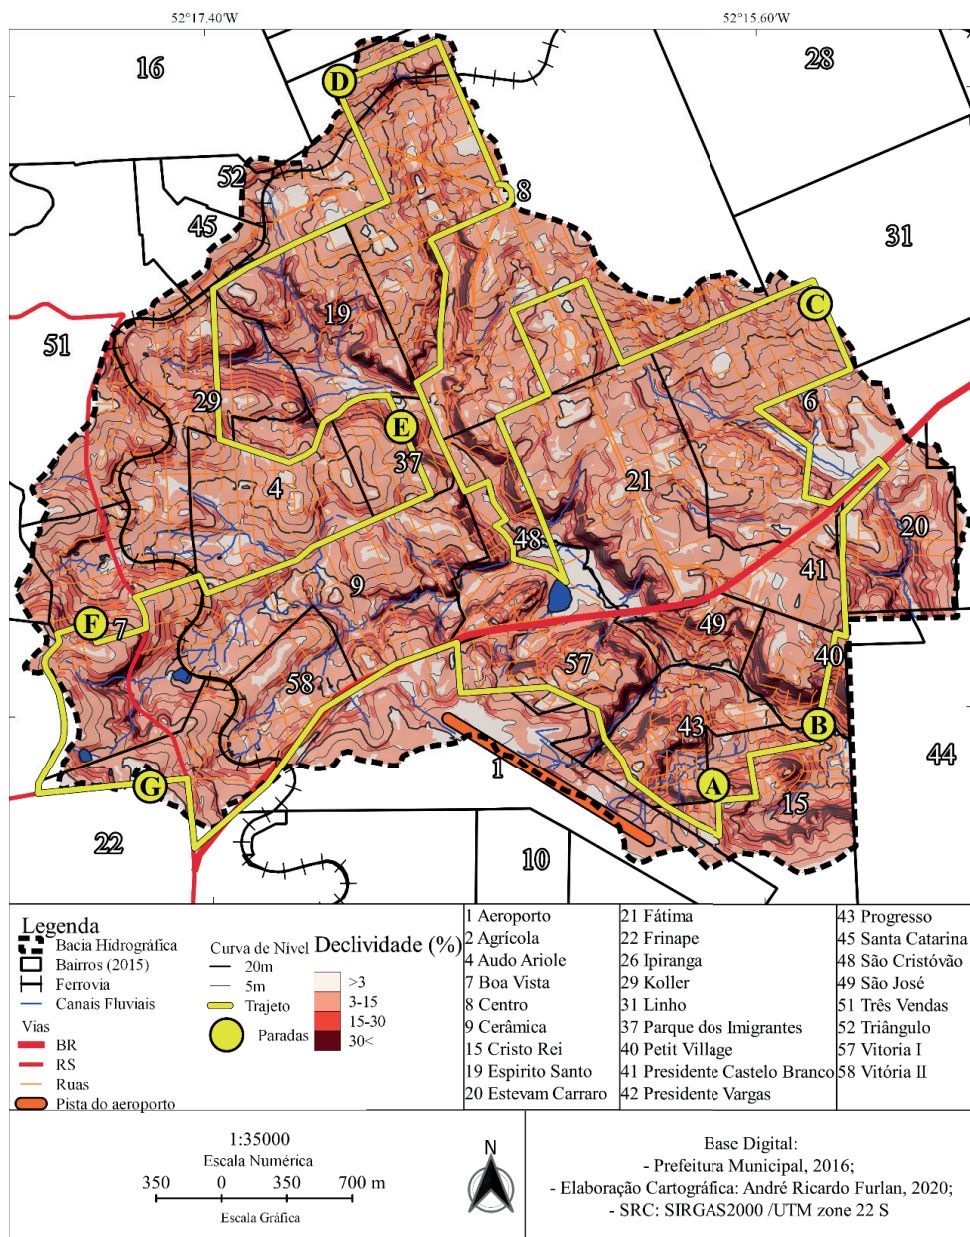 52°17.40'W
52°15.60'W
16
28
D
52
8
45
31
C
19
51
6
29
E
37
4
21
20
48
41
9
F
7
49
40
57
58
B
43
44
1
G
A
15
22
10
Legenda
Bacia Hidrográfica
Bairros (2015)
Ferrovia
Canais Fluviais
Vias
BR
RS
Ruas
Pista do aeroporto
Curva de Nível
20m
5m
Trajeto
Paradas
Declividade (%)
>3
3-15
15-30
30<
1 Aeroporto
2 Agrícola
4 Audo Ariole
7 Boa Vista
8 Centro
9 Cerâmica
15 Cristo Rei
19 Espirito Santo
20 Estevam Carraro
21 Fátima
22 Frinape
26 Ipiranga
29 Koller
31 Linho
37 Parque dos Imigrantes
40 Petit Village
41 Presidente Castelo Branco
42 Presidente Vargas
43 Progresso
45 Santa Catarina
48 São Cristóvão
49 São José
51 Três Vendas
52 Triângulo
57 Vitoria I
58 Vitória II
1:35000
Escala Numérica
350 0 350 700 m
Escala Gráfica
N
Base Digital:
- Prefeitura Municipal, 2016;
- Elaboração Cartográfica: André Ricardo Furlan, 2020;
- SRC: SIRGAS2000 /UTM zone 22 S